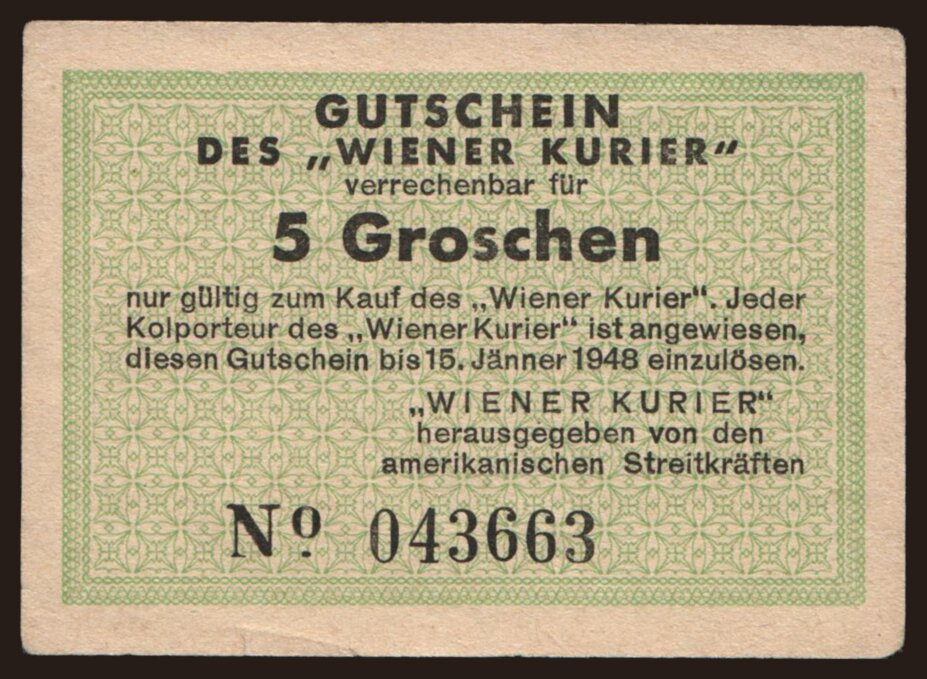 GUTSCHEIN
DES „WIENER KURIER“
verrechenbar für
5 Groschen
nur gültig zum Kauf des „Wiener Kurier“. Jeder
Kolporteur des „Wiener Kurier“ ist angewiesen,
diesen Gutschein bis 15. Jänner 1948 einzulösen.
„WIENER KURIER“
herausgegeben von den
amerikanischen Streitkräften
Nº 043663